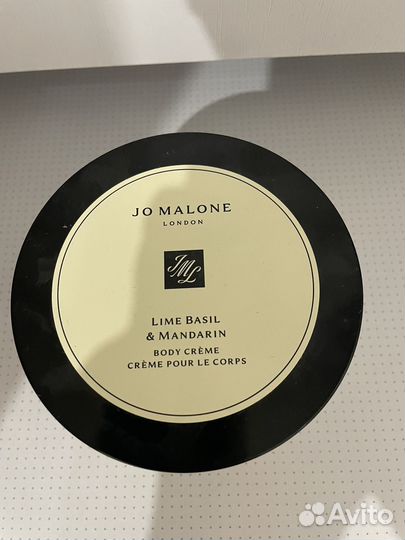 JO MALONE
LONDON
JML
LIME BASIL
& MANDARIN
BODY CRÈME
CRÈME POUR LE CORPS
Avito